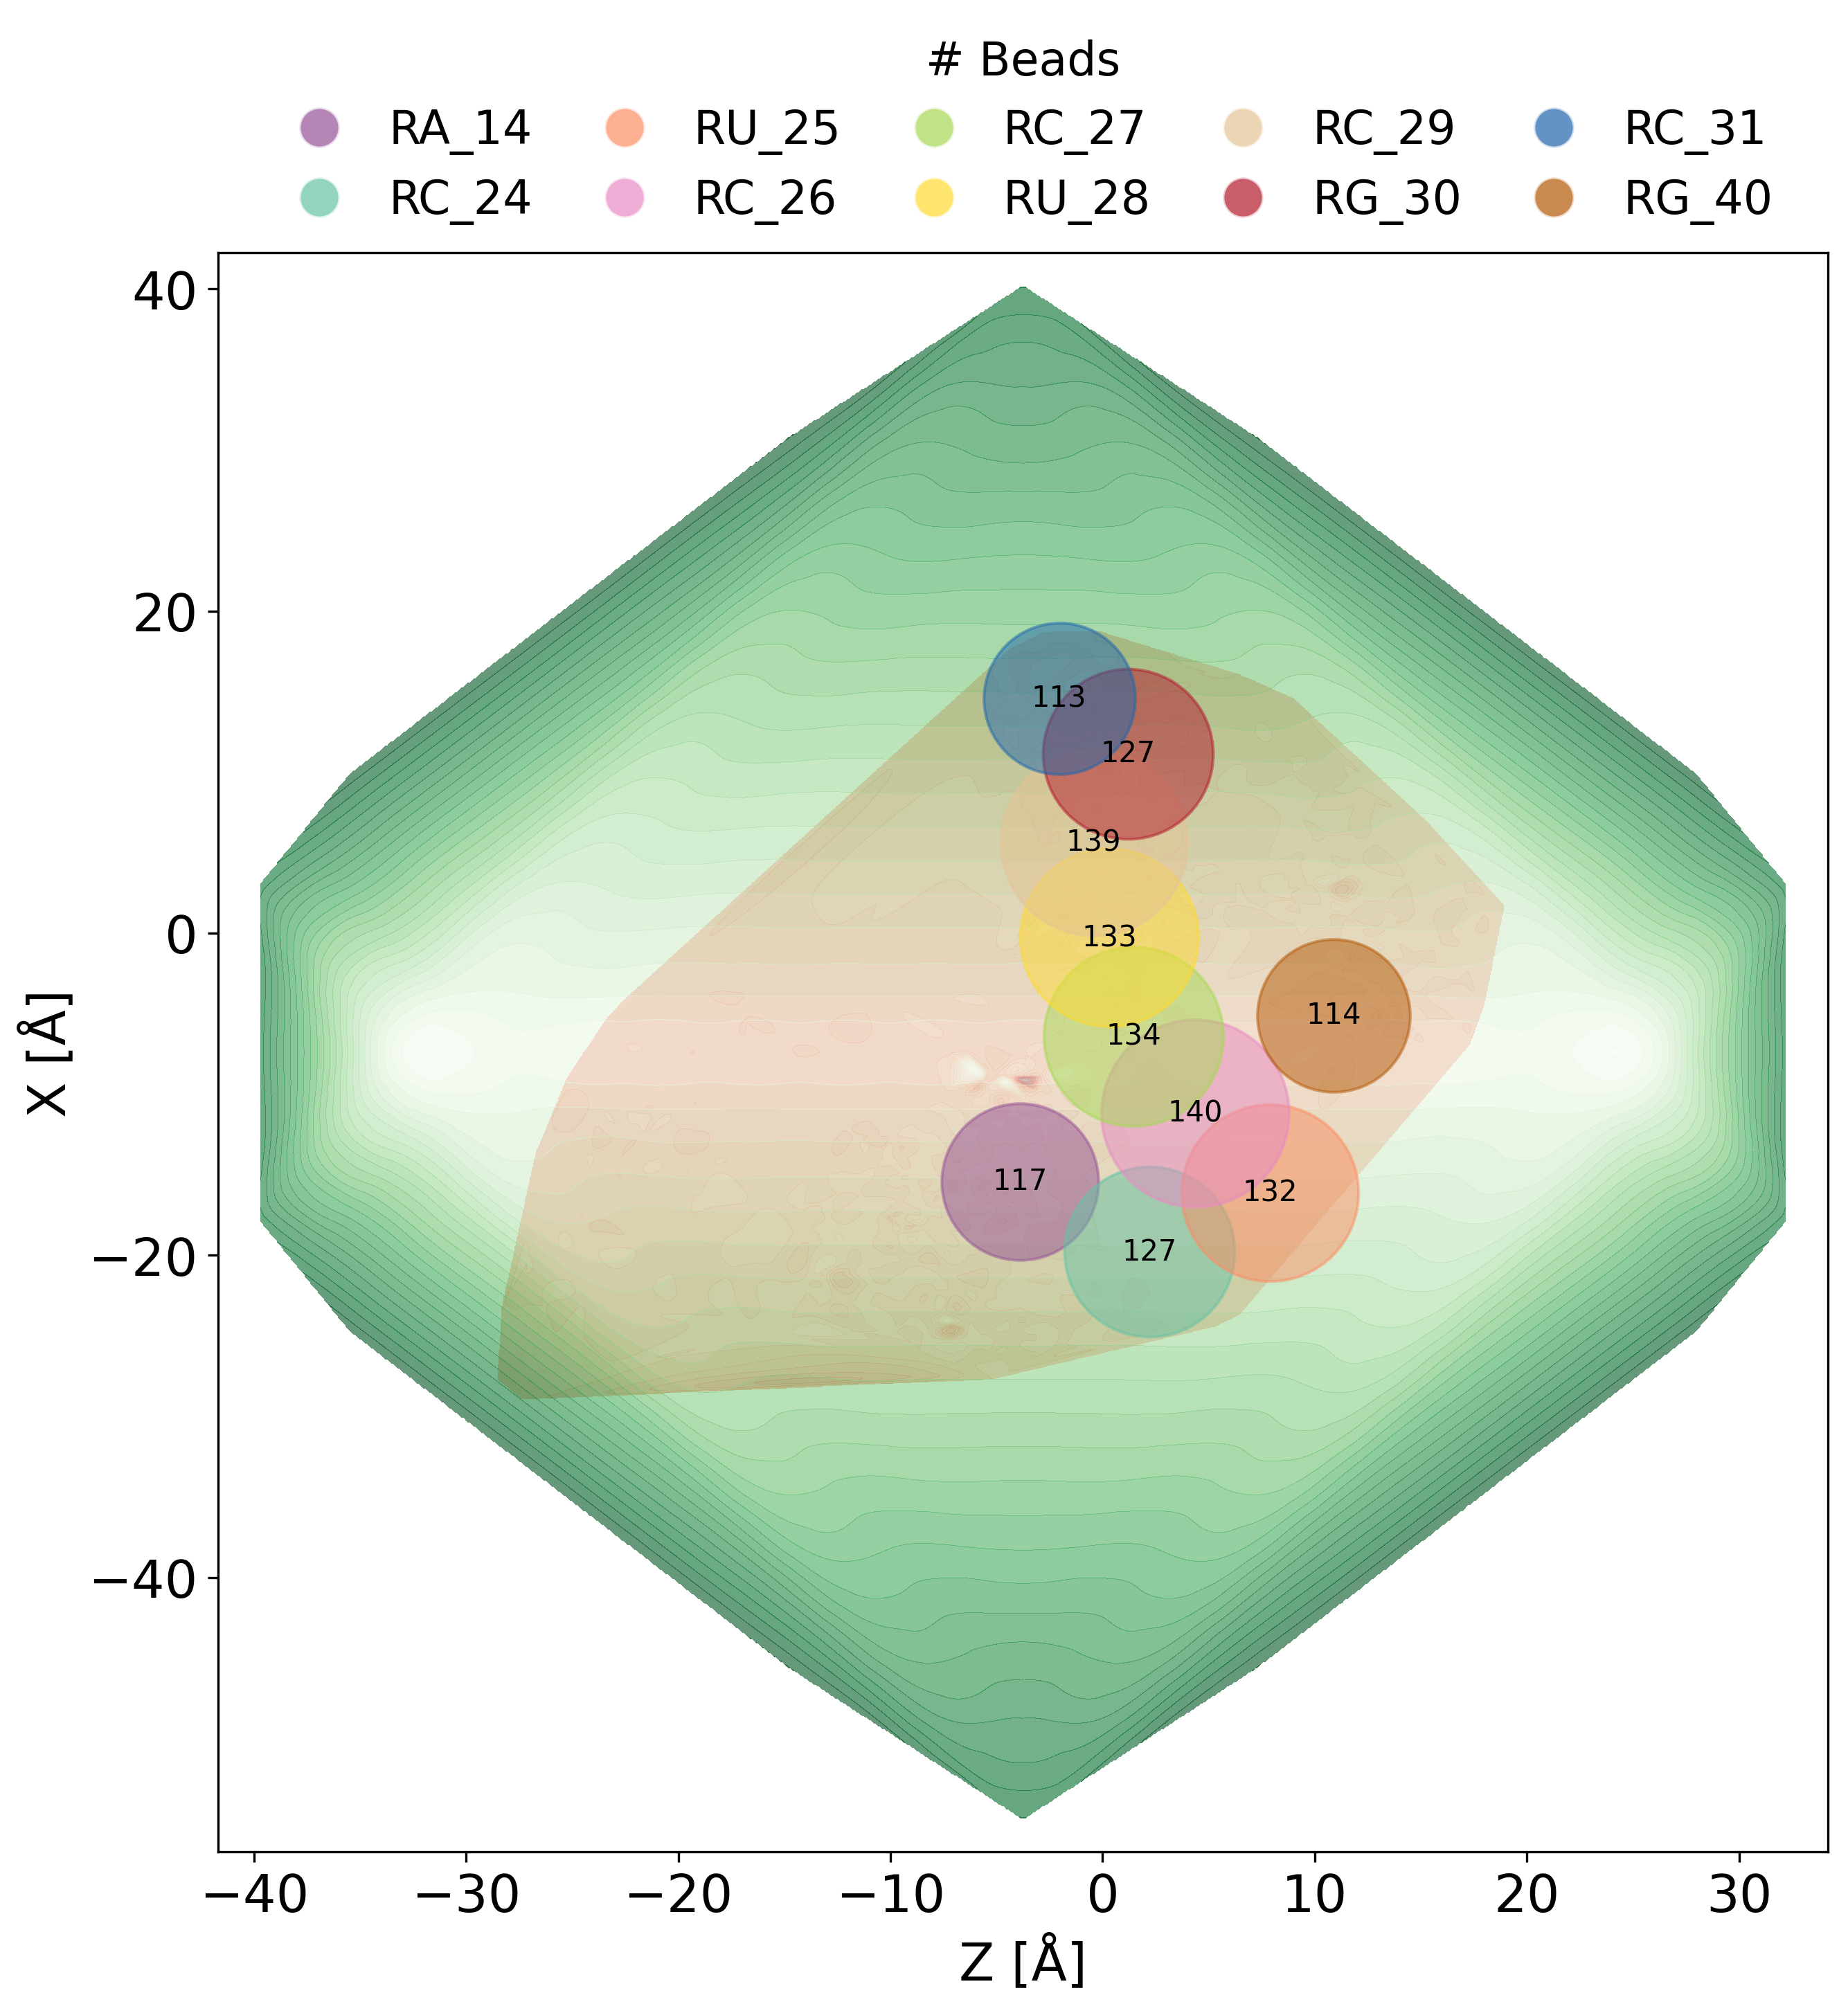 # Beads
RA_14 RU_25 RC_27 RC_29 RC_31
RC_24 RC_26 RU_28 RG_30 RG_40
40
20
0
−20
−40
X [Å]
113
127
139
133
134
114
140
117
132
127
−40 −30 −20 −10 0 10 20 30
Z [Å]